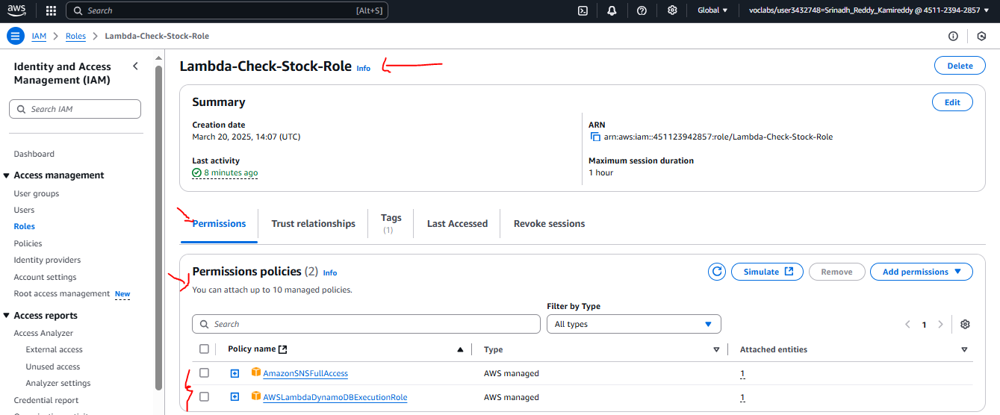 aws
Search [Alt+S] Global voclabs/user3432748=Srinadh_Reddy_Kamireddy @ 4511-2394-2857
IAM Roles Lambda-Check-Stock-Role
Identity and Access Management (IAM)
Search IAM
Dashboard
Access management
User groups
Users
Roles
Policies
Identity providers
Account settings
Root access management New
Access reports
Access Analyzer
External access
Unused access
Analyzer settings
Credential report
Lambda-Check-Stock-Role Info
Delete
Summary
Edit
Creation date
March 20, 2025, 14:07 (UTC)
ARN
arn:aws:iam::451123942857:role/Lambda-Check-Stock-Role
Last activity
8 minutes ago
Maximum session duration
1 hour
Permissions Trust relationships Tags (1) Last Accessed Revoke sessions
Permissions policies (2) Info
You can attach up to 10 managed policies.
Simulate Remove Add permissions
Filter by Type
Search All types 1
Policy name Type Attached entities
AmazonSNSFullAccess AWS managed 1
AWSLambdaDynamoDBExecutionRole AWS managed 1